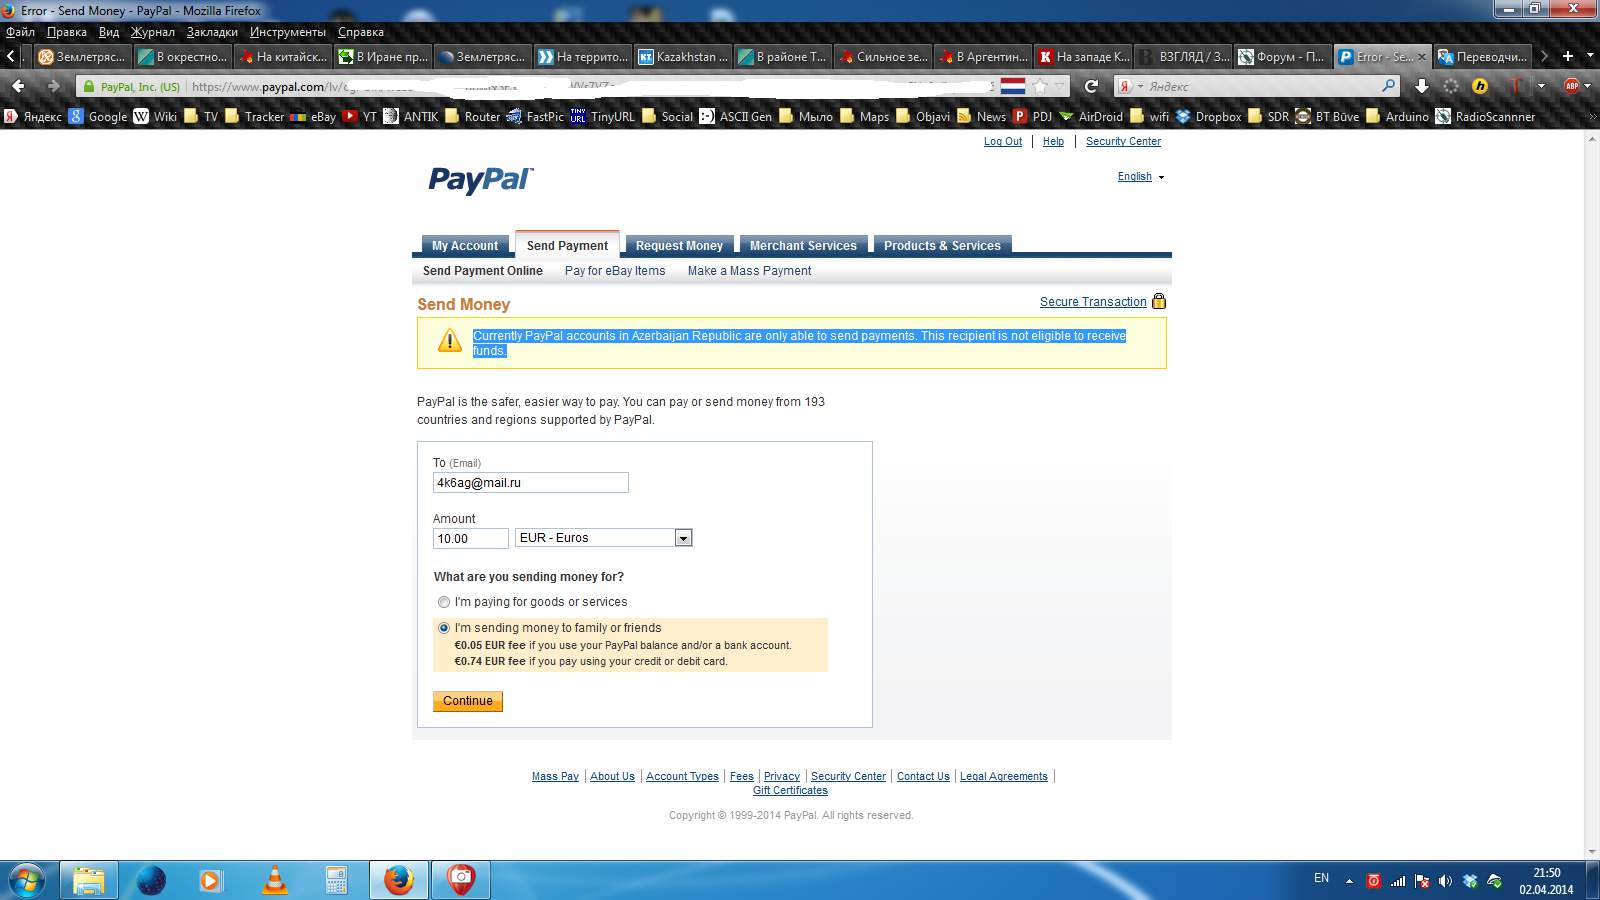 Error - Send Money - PayPal - Mozilla Firefox
Файл Правка Вид Журнал Закладки Инструменты Справка
Землетряс... В окрестно... На китайск... В Иране пр... Землетряс... На террито... Kazakhstan ... В районе Т... Сильное зе... В Аргентин... На западе К... ВЗГЛЯД / З... Форум - П... Error - Se... Переводчи...
PayPal, Inc. (US) https://www.paypal.com/lv/ Яндекс
Яндекс Google Wiki TV Tracker eBay YT ANTIK Router FastPic TinyURL Social ASCII Gen Мыло Maps Objavi News PDJ AirDroid wifi Dropbox SDR BT Būve Arduino RadioScannner
Log Out Help Security Center
PayPal™
English
My Account Send Payment Request Money Merchant Services Products & Services
Send Payment Online Pay for eBay Items Make a Mass Payment
Send Money
Secure Transaction
Currently PayPal accounts in Azerbaijan Republic are only able to send payments. This recipient is not eligible to receive
funds.
PayPal is the safer, easier way to pay. You can pay or send money from 193
countries and regions supported by PayPal.
To (Email)
4k6ag@mail.ru
Amount
10.00 EUR - Euros
What are you sending money for?
I'm paying for goods or services
I'm sending money to family or friends
€0.05 EUR fee if you use your PayPal balance and/or a bank account.
€0.74 EUR fee if you pay using your credit or debit card.
Continue
Mass Pay About Us Account Types Fees Privacy Security Center Contact Us Legal Agreements
Gift Certificates
Copyright © 1999-2014 PayPal. All rights reserved.
EN
21:50
02.04.2014